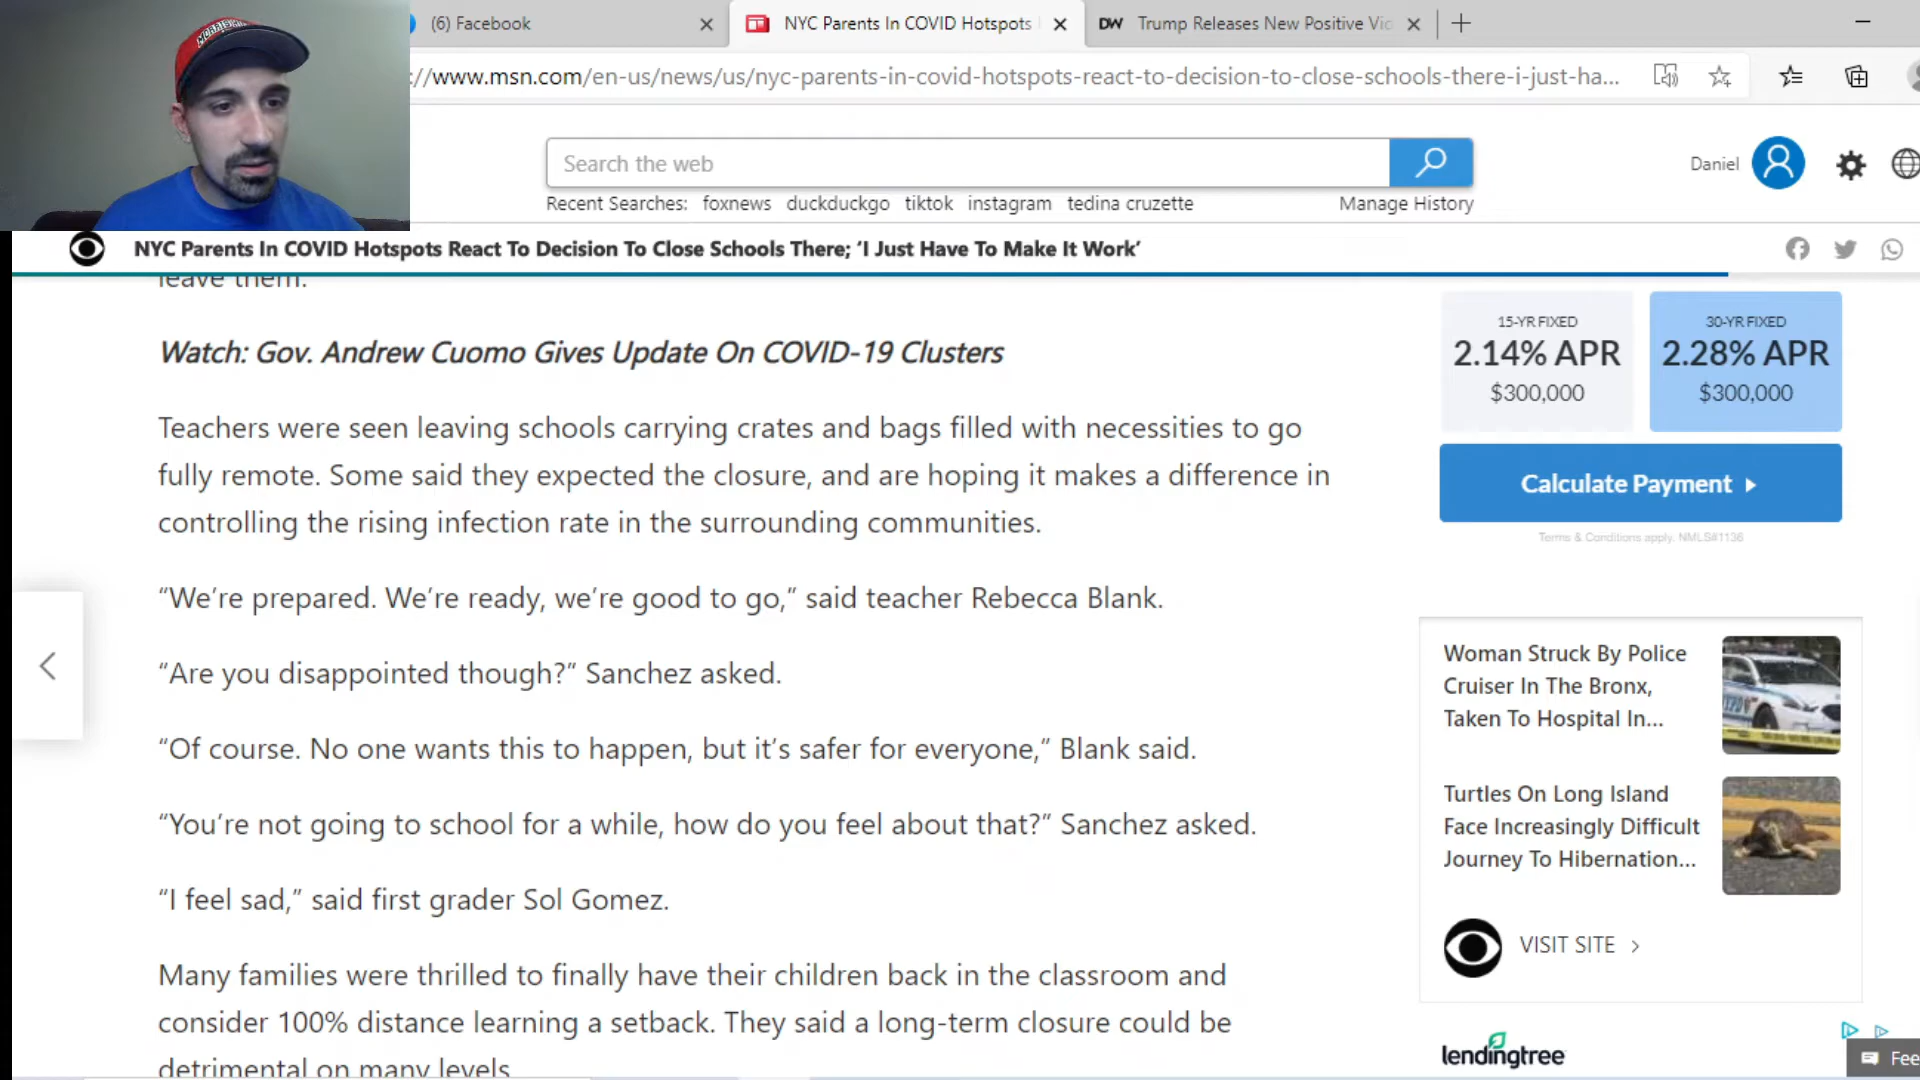 (6) Facebook
NYC Parents In COVID Hotspots
DW Trump Releases New Positive Vi
://www.msn.com/en-us/news/us/nyc-parents-in-covid-hotspots-react-to-decision-to-close-schools-there-i-just-ha...
Search the web
Daniel
Recent Searches: foxnews duckduckgo tiktok instagram tedina cruzette Manage History
NYC Parents In COVID Hotspots React To Decision To Close Schools There; ‘I Just Have To Make It Work’
leave them.
Watch: Gov. Andrew Cuomo Gives Update On COVID-19 Clusters
Teachers were seen leaving schools carrying crates and bags filled with necessities to go
fully remote. Some said they expected the closure, and are hoping it makes a difference in
controlling the rising infection rate in the surrounding communities.
“We’re prepared. We’re ready, we’re good to go,” said teacher Rebecca Blank.
“Are you disappointed though?” Sanchez asked.
“Of course. No one wants this to happen, but it’s safer for everyone,” Blank said.
“You’re not going to school for a while, how do you feel about that?” Sanchez asked.
“I feel sad,” said first grader Sol Gomez.
Many families were thrilled to finally have their children back in the classroom and
consider 100% distance learning a setback. They said a long-term closure could be
detrimental on many levels
15-YR FIXED
2.14% APR
$300,000
30-YR FIXED
2.28% APR
$300,000
Calculate Payment
Terms & Conditions apply. NMLS#1136
Woman Struck By Police
Cruiser In The Bronx,
Taken To Hospital In...
Turtles On Long Island
Face Increasingly Difficult
Journey To Hibernation...
VISIT SITE
lendingtree
Fee